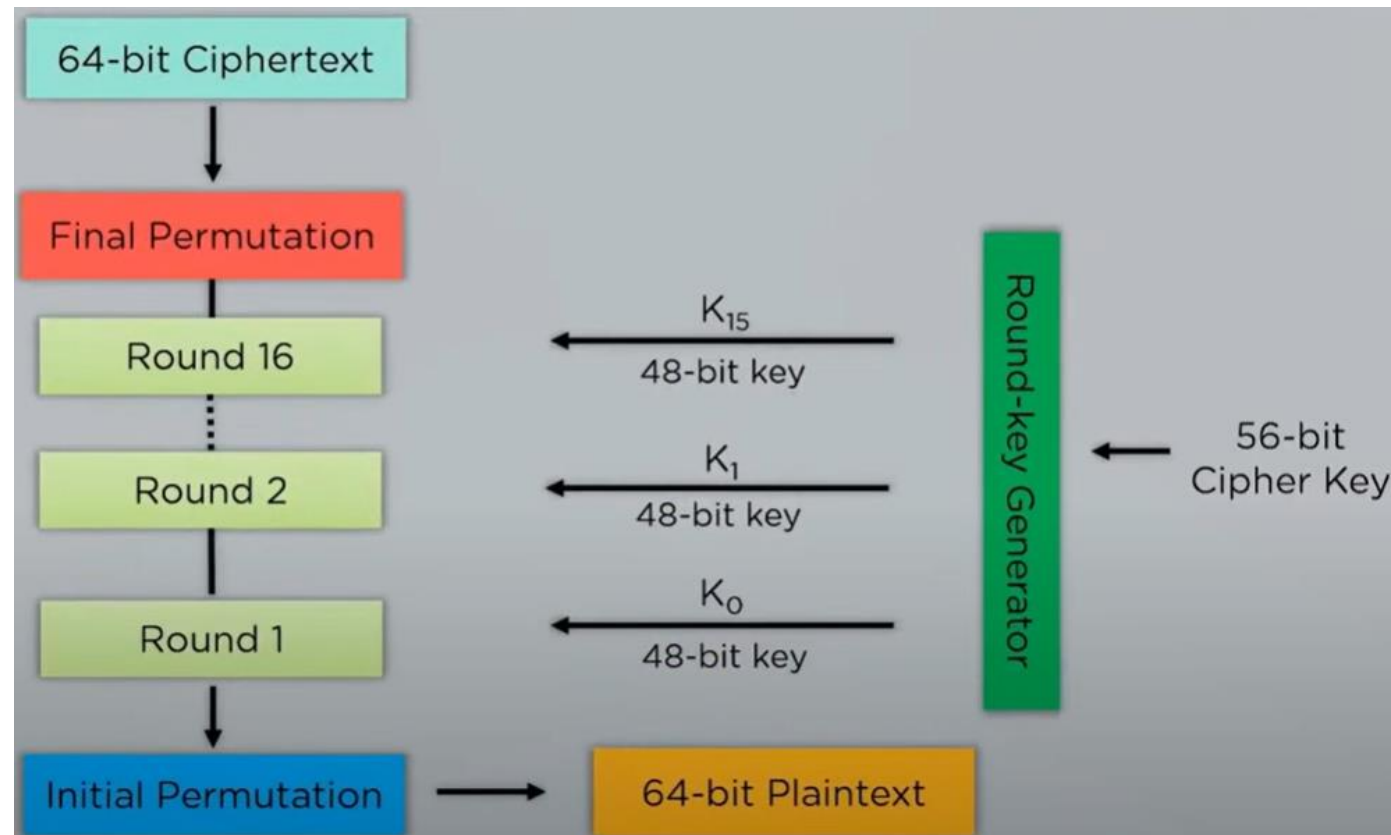 64-bit Ciphertext
Final Permutation
Round 16
Round 2
Round 1
Initial Permutation
64-bit Plaintext
K₁₅
48-bit key
K₁
48-bit key
K₀
48-bit key
Round-key Generator
56-bit
Cipher Key